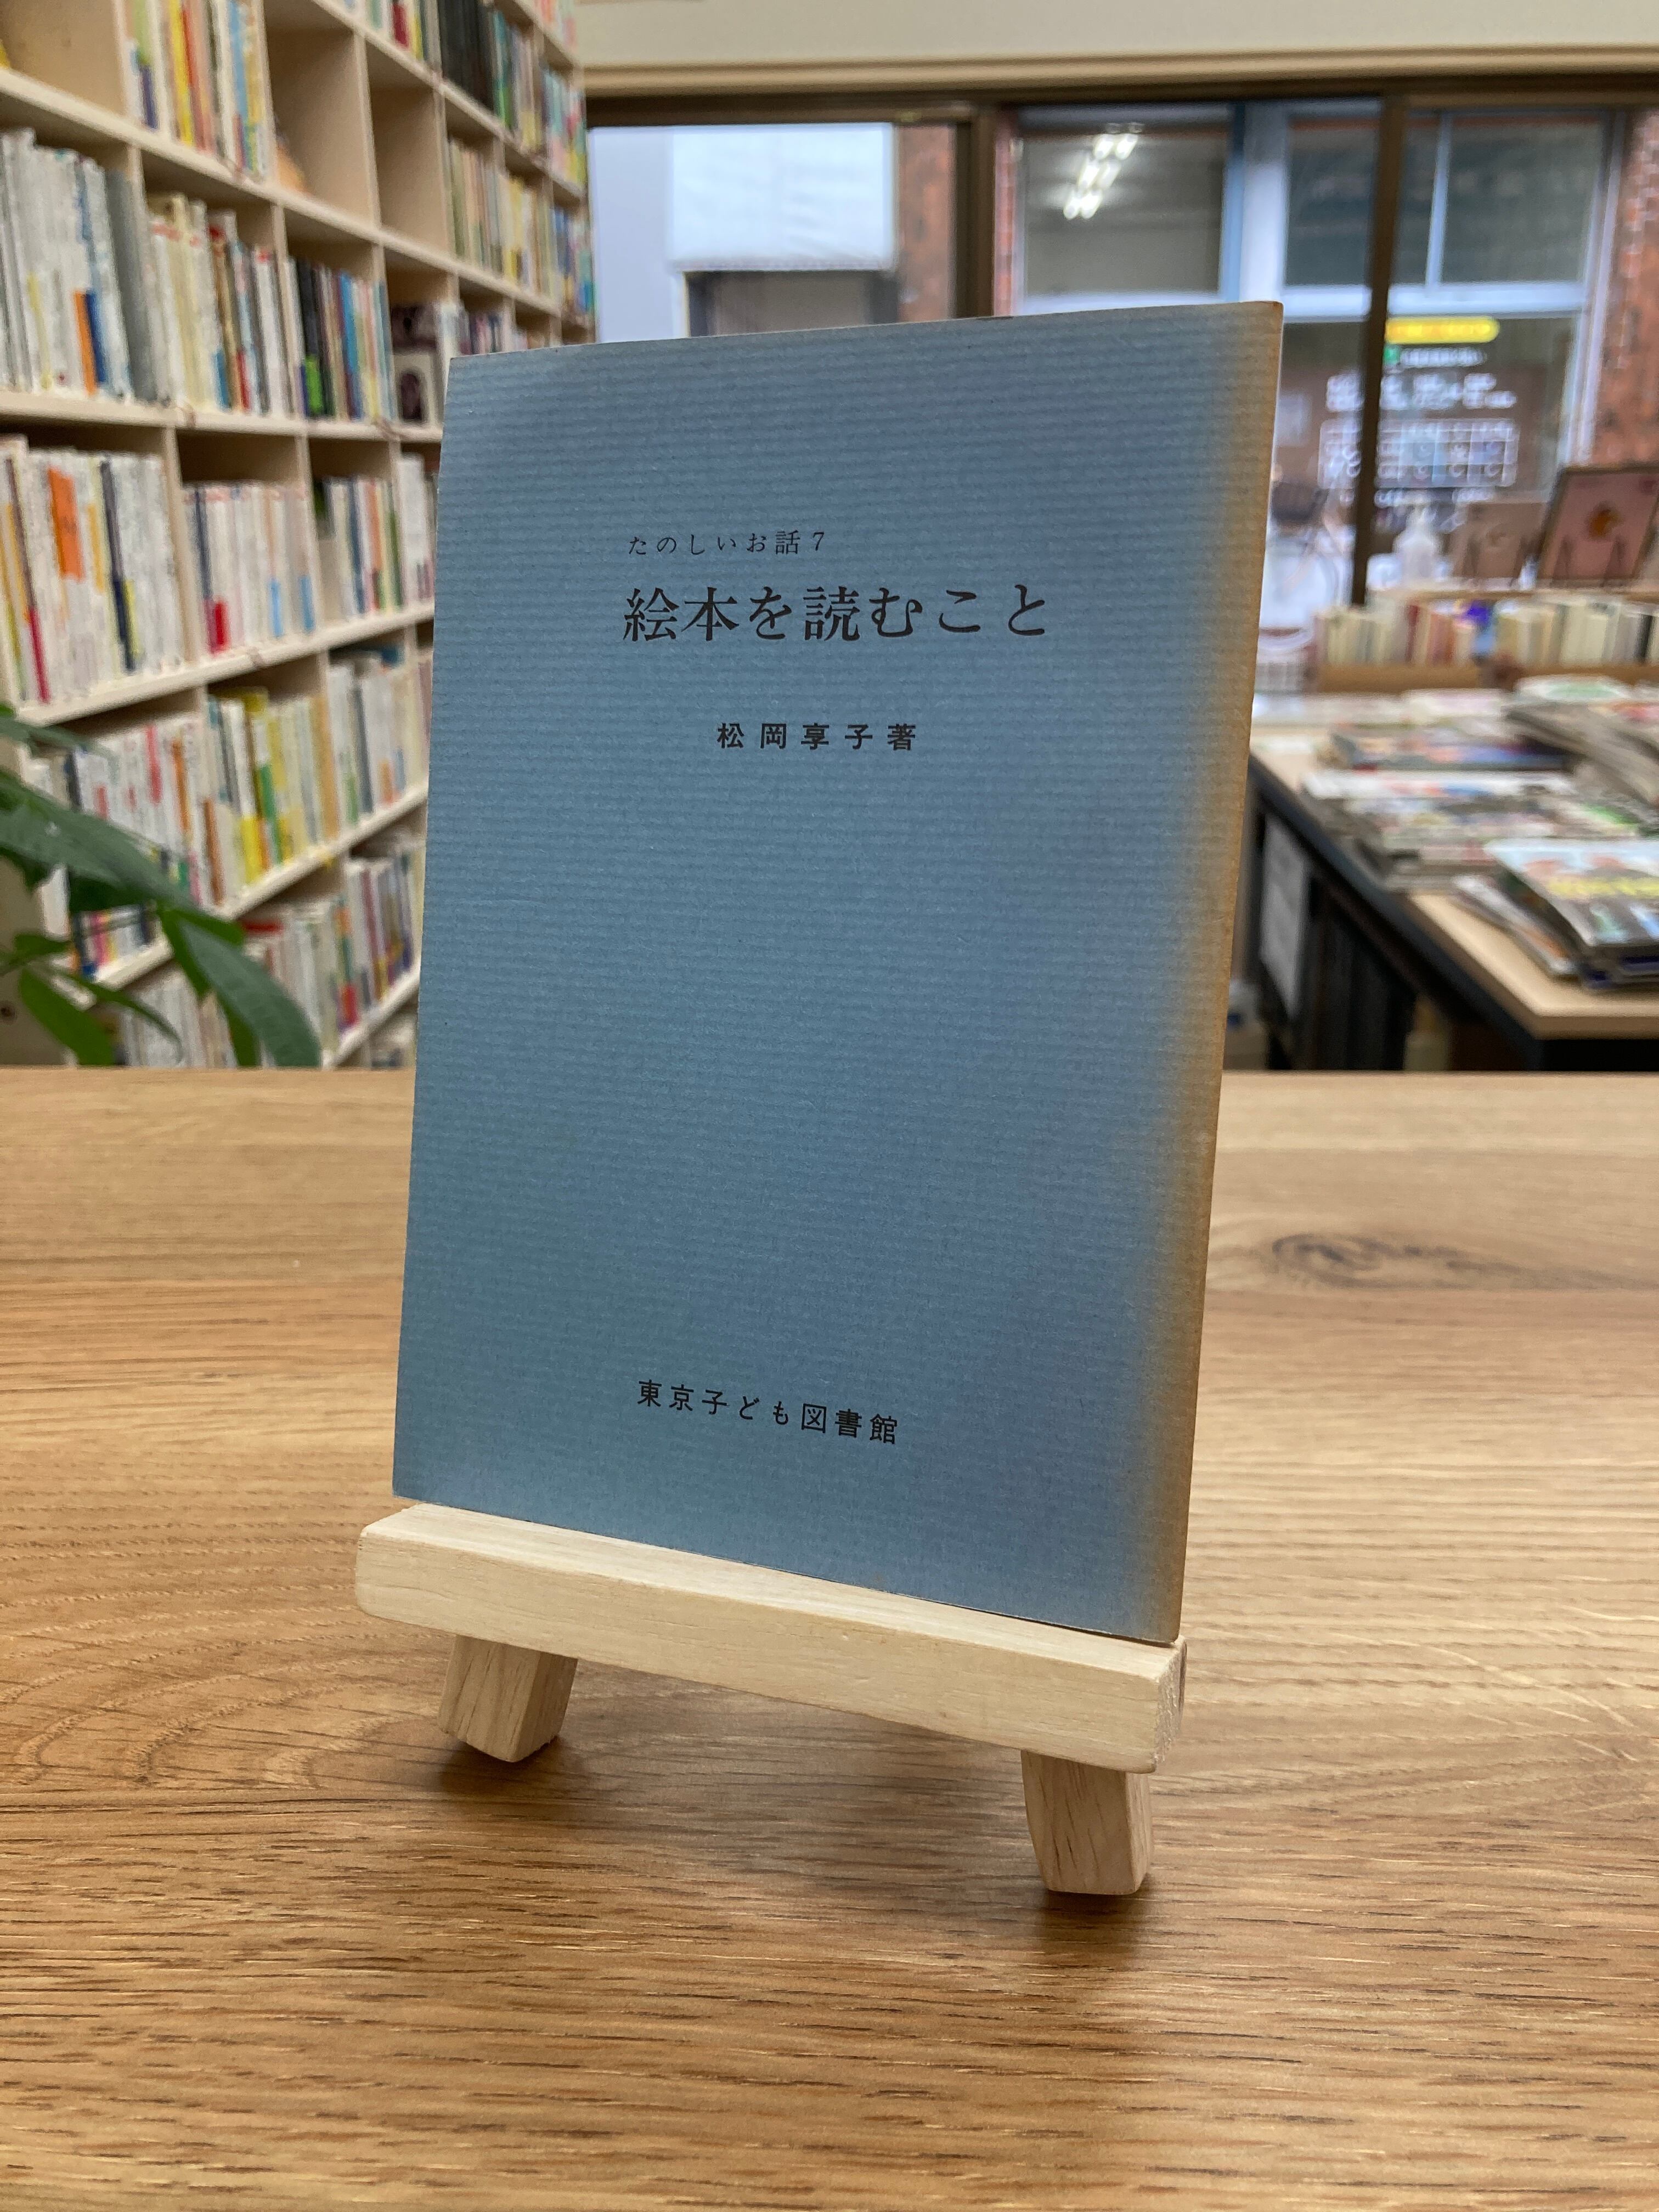 たのしいお話7
絵本を読むこと
松岡享子著
東京子ども図書館